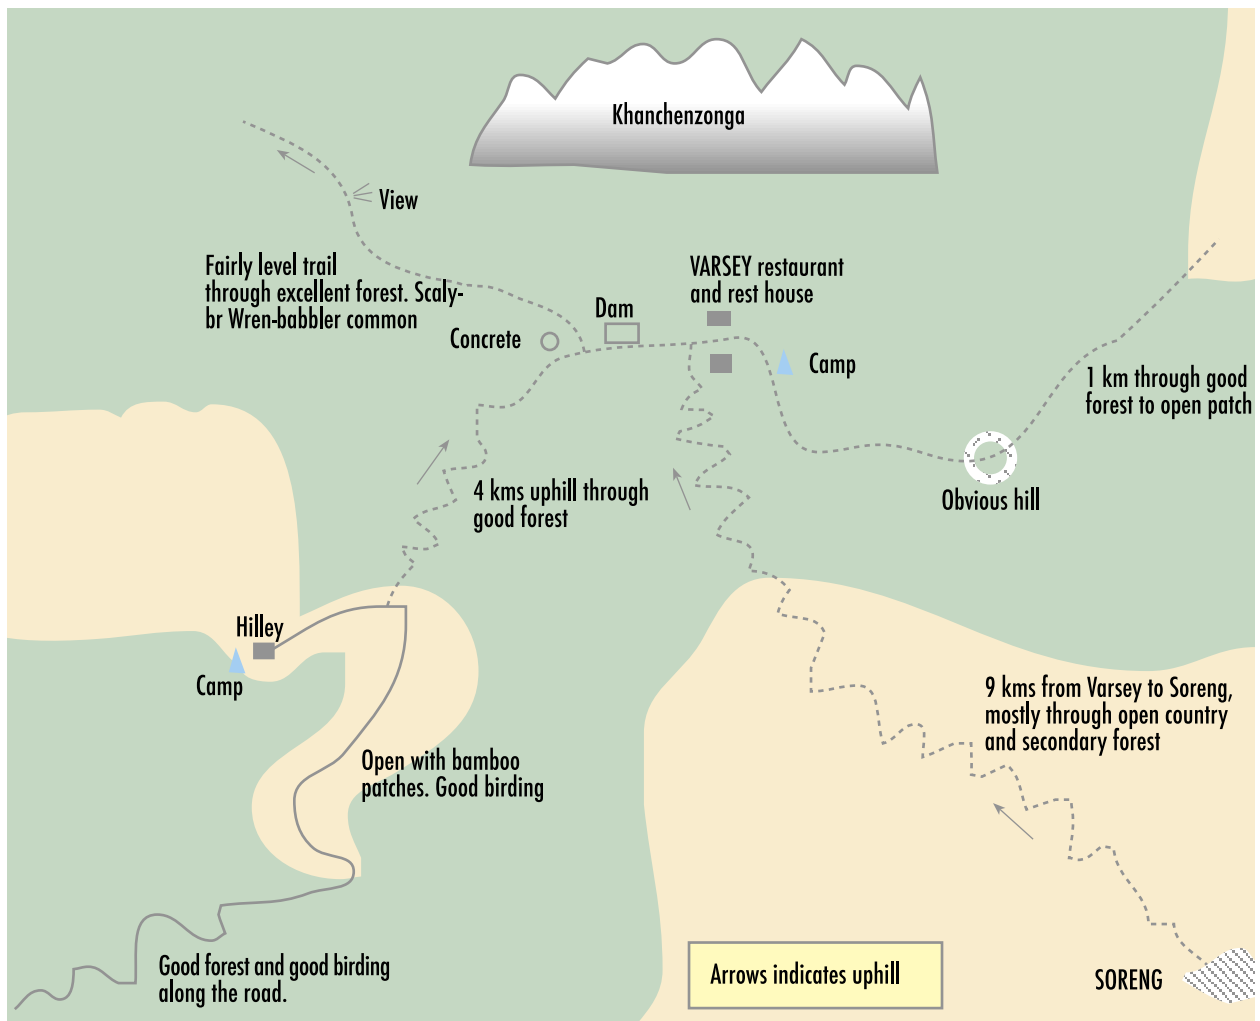 Khanchenzonga
View
Fairly level trail
through excellent forest. Scaly-
br Wren-babbler common
VARSEY restaurant
and rest house
Dam
Concrete
Camp
1 km through good
forest to open patch
4 kms uphill through
good forest
Obvious hill
Hilley
Camp
9 kms from Varsey to Soreng,
mostly through open country
and secondary forest
Open with bamboo
patches. Good birding
Good forest and good birding
along the road.
Arrows indicates uphill
SORENG